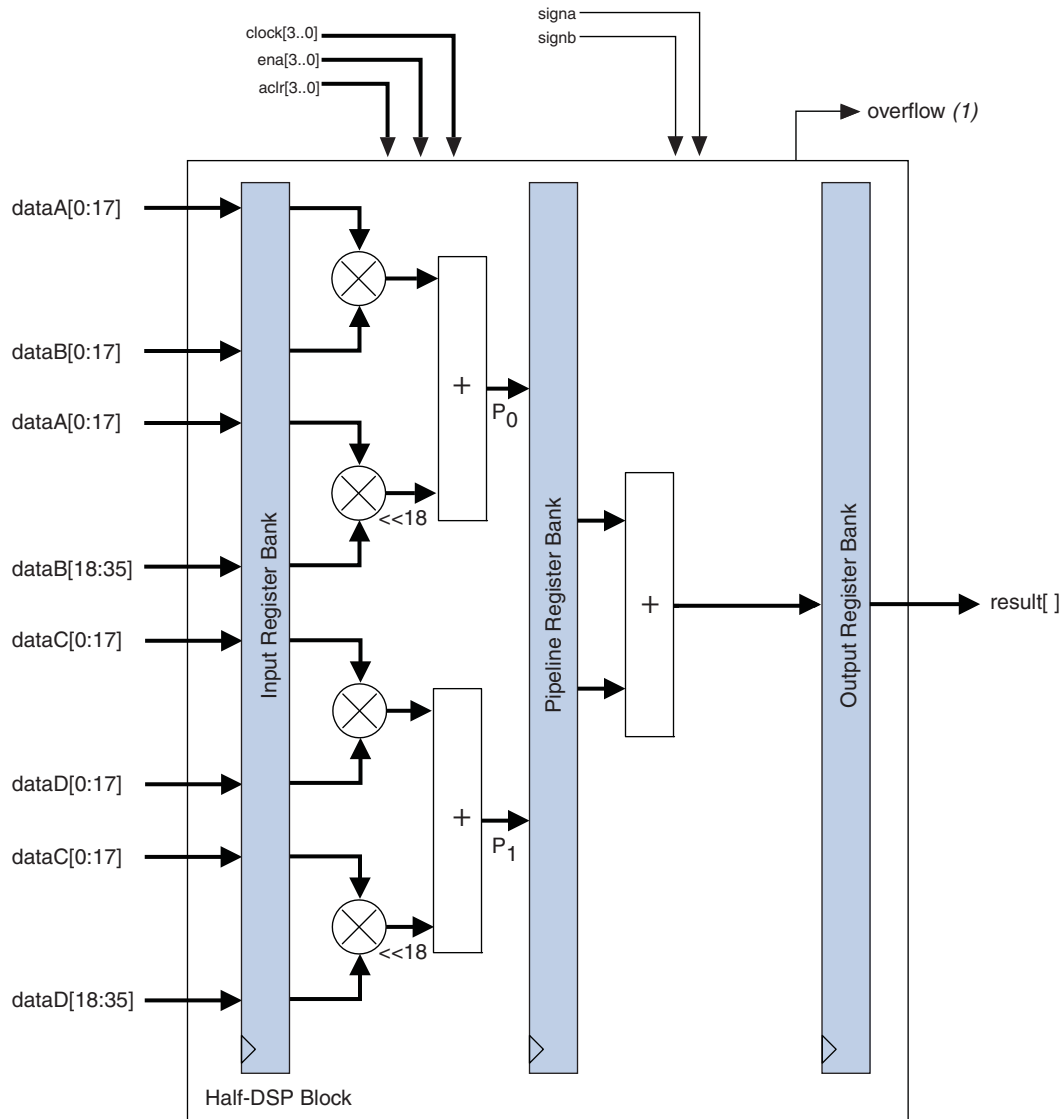 clock[3..0]
ena[3..0]
aclr[3..0]
signa
signb
overflow (1)
dataA[0:17]
dataB[0:17]
dataA[0:17]
dataB[18:35]
dataC[0:17]
dataD[0:17]
dataC[0:17]
dataD[18:35]
Input Register Bank
<<18
<<18
+
P0
+
P1
Pipeline Register Bank
+
Output Register Bank
result[ ]
Half-DSP Block